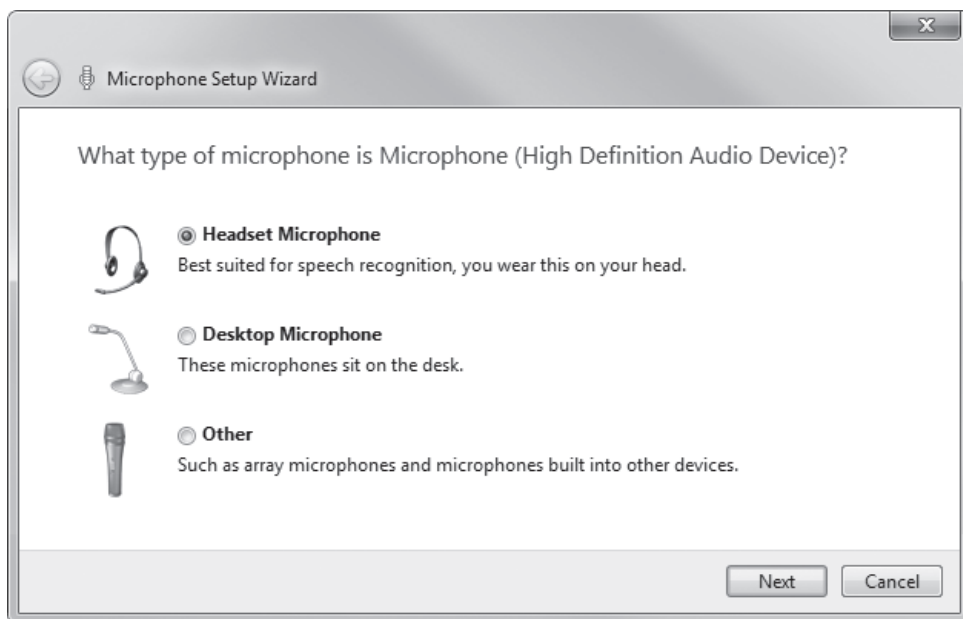 Microphone Setup Wizard
What type of microphone is Microphone (High Definition Audio Device)?
Headset Microphone
Best suited for speech recognition, you wear this on your head.
Desktop Microphone
These microphones sit on the desk.
Other
Such as array microphones and microphones built into other devices.
Next Cancel